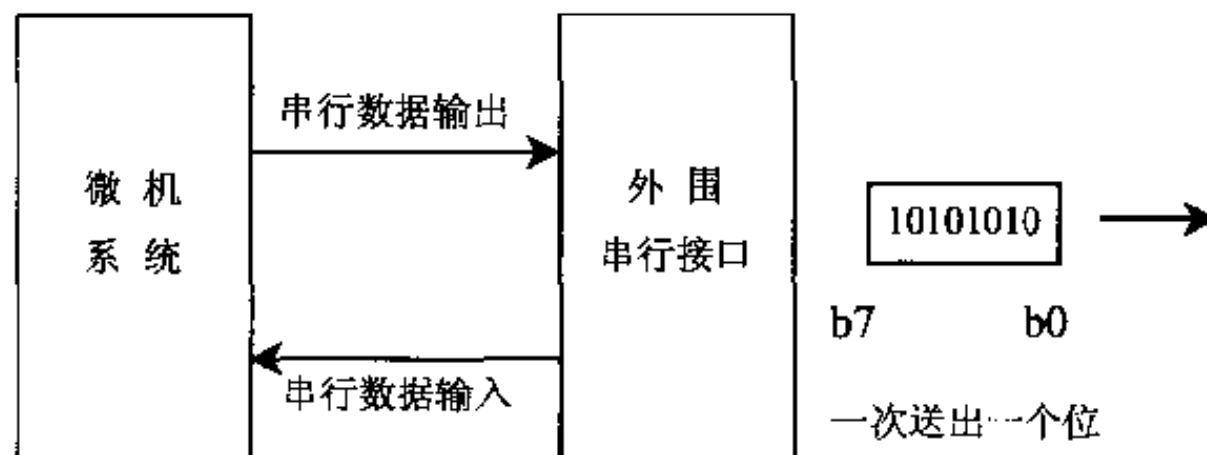 串行数据输出
微 机
系 统
外 围
串行接口
10101010
b7 b0
串行数据输入
一次送出一个位